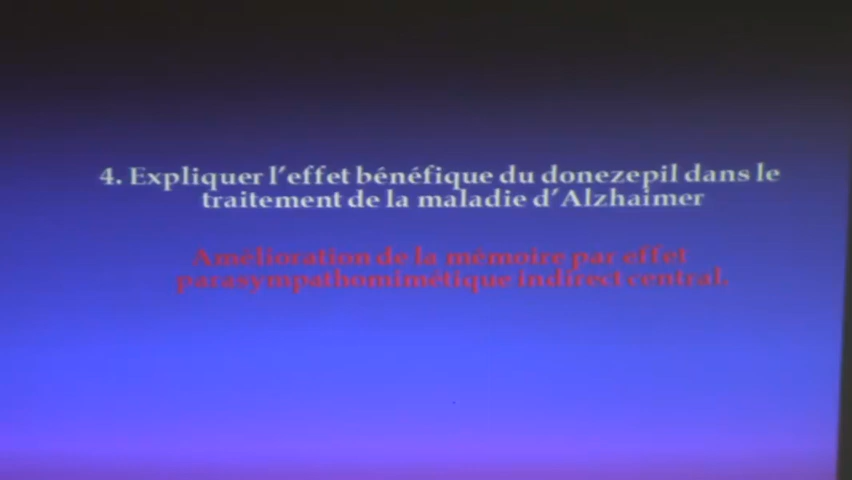 4. Expliquer l'effet bénéfique du donezepil dans le
traitement de la maladie d'Alzhaimer
Amélioration de la mémoire par effet
parasympathomimétique indirect central.